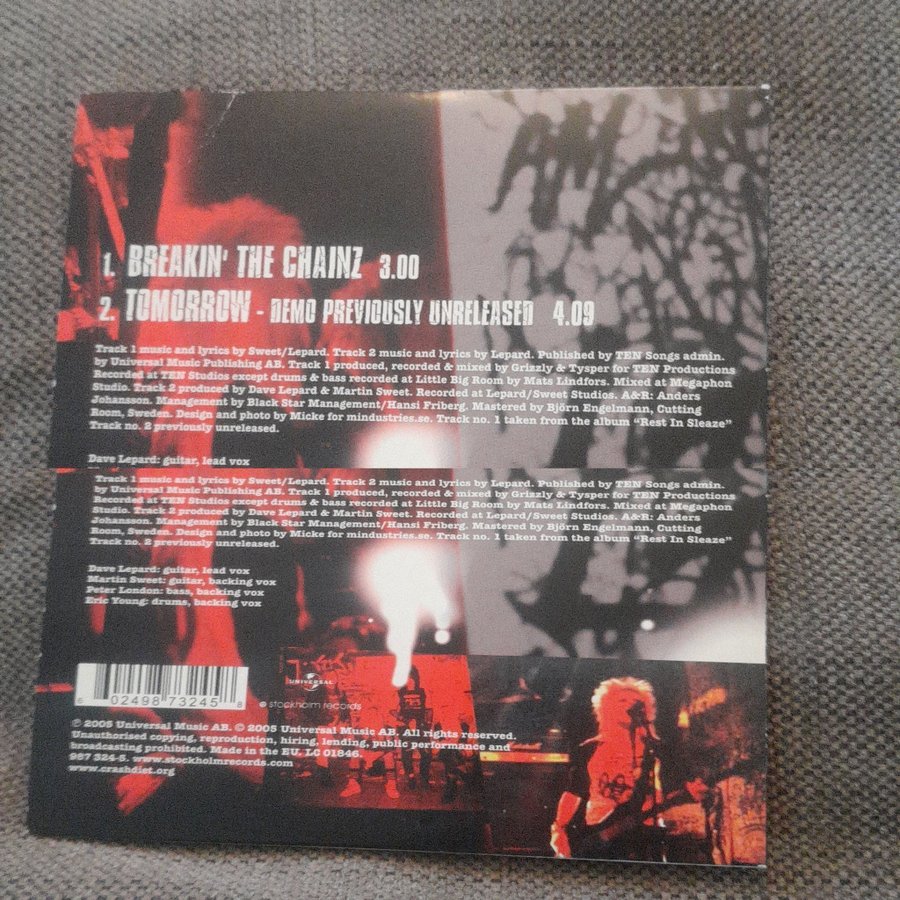 1. BREAKIN' THE CHAINZ 3.00
2. TOMORROW - DEMO PREVIOUSLY UNRELEASED 4.09
Track 1 music and lyrics by Sweet/Lepard. Track 2 music and lyrics by Lepard. Published by TEN Songs admin.
by Universal Music Publishing AB. Track 1 produced, recorded & mixed by Grizzly & Tysper for TEN Productions
Recorded at TEN Studios except drums & bass recorded at Little Big Room by Mats Lindfors. Mixed at Megaphon
Studio. Track 2 produced by Dave Lepard & Martin Sweet. Recorded at Lepard/Sweet Studios. A&R: Anders
Johansson. Management by Black Star Management/Hansi Friberg. Mastered by Björn Engelmann, Cutting
Room, Sweden. Design and photo by Micke for mindustries.se. Track no. 1 taken from the album "Rest In Sleaze"
Track no. 2 previously unreleased.
Dave Lepard: guitar, lead vox
Track 1 music and lyrics by Sweet/Lepard. Track 2 music and lyrics by Lepard. Published by TEN Songs admin.
by Universal Music Publishing AB. Track 1 produced, recorded & mixed by Grizzly & Tysper for TEN Productions
Recorded at TEN Studios except drums & bass recorded at Little Big Room by Mats Lindfors. Mixed at Megaphon
Studio. Track 2 produced by Dave Lepard & Martin Sweet. Recorded at Lepard/Sweet Studios. A&R: Anders
Johansson. Management by Black Star Management/Hansi Friberg. Mastered by Björn Engelmann, Cutting
Room, Sweden. Design and photo by Micke for mindustries.se. Track no. 1 taken from the album "Rest In Sleaze"
Track no. 2 previously unreleased.
Dave Lepard: guitar, lead vox
Martin Sweet: guitar, backing vox
Peter London: bass, backing vox
Eric Young: drums, backing vox
6 02498 73245 8
UNIVERSAL
stockholm records
℗ 2005 Universal Music AB. © 2005 Universal Music AB. All rights reserved.
Unauthorised copying, reproduction, hiring, lending, public performance and
broadcasting prohibited. Made in the EU. LC 01846.
987 324-5. www.stockholmrecords.com
www.crashdiet.org